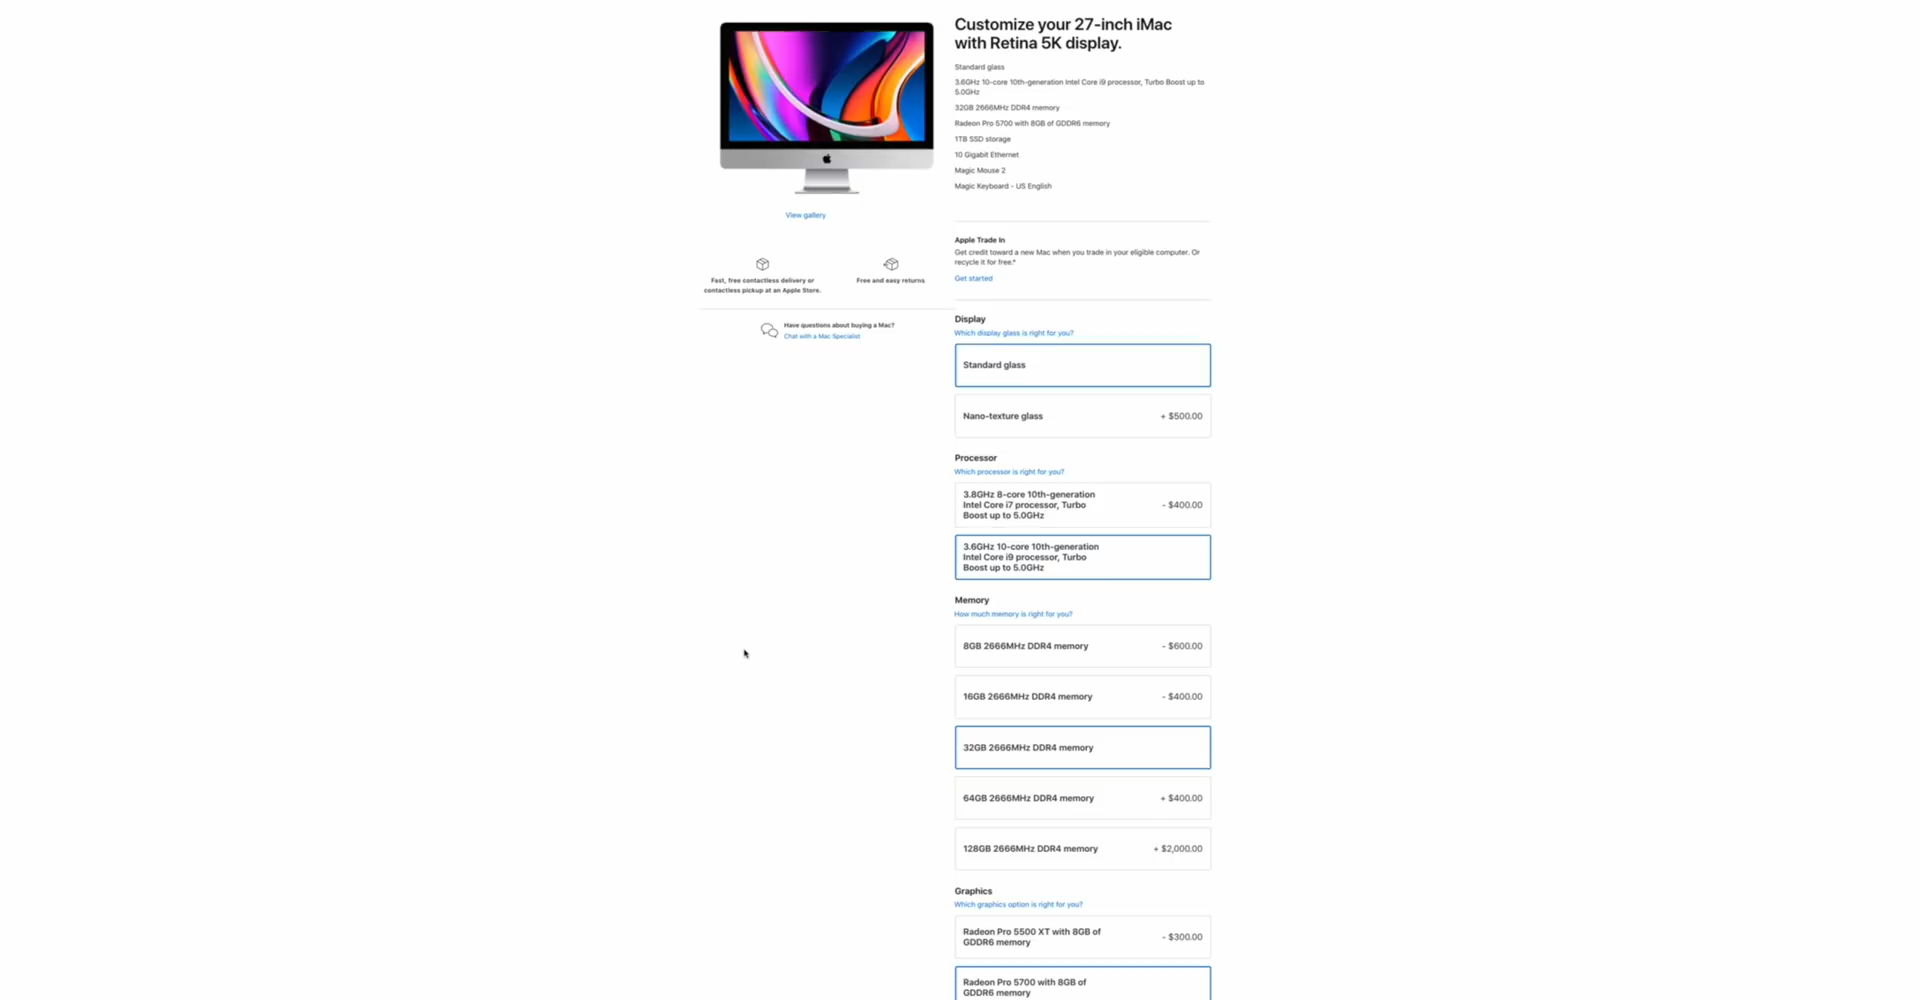 Customize your 27-inch iMac
with Retina 5K display.
Standard glass
3.6GHz 10-core 10th-generation Intel Core i9 processor, Turbo Boost up to
5.0GHz
32GB 2666MHz DDR4 memory
Radeon Pro 5700 with 8GB of GDDR6 memory
1TB SSD storage
10 Gigabit Ethernet
Magic Mouse 2
Magic Keyboard - US English
View gallery
Fast, free contactless delivery or
contactless pickup at an Apple Store.
Free and easy returns
Have questions about buying a Mac?
Chat with a Mac Specialist
Apple Trade In
Get credit toward a new Mac when you trade in your eligible computer. Or
recycle it for free.*
Get started
Display
Which display glass is right for you?
Standard glass
Nano-texture glass + $500.00
Processor
Which processor is right for you?
3.8GHz 8-core 10th-generation
Intel Core i7 processor, Turbo - $400.00
Boost up to 5.0GHz
3.6GHz 10-core 10th-generation
Intel Core i9 processor, Turbo
Boost up to 5.0GHz
Memory
How much memory is right for you?
8GB 2666MHz DDR4 memory - $600.00
16GB 2666MHz DDR4 memory - $400.00
32GB 2666MHz DDR4 memory
64GB 2666MHz DDR4 memory + $400.00
128GB 2666MHz DDR4 memory + $2,000.00
Graphics
Which graphics option is right for you?
Radeon Pro 5500 XT with 8GB of
GDDR6 memory - $300.00
Radeon Pro 5700 with 8GB of
GDDR6 memory